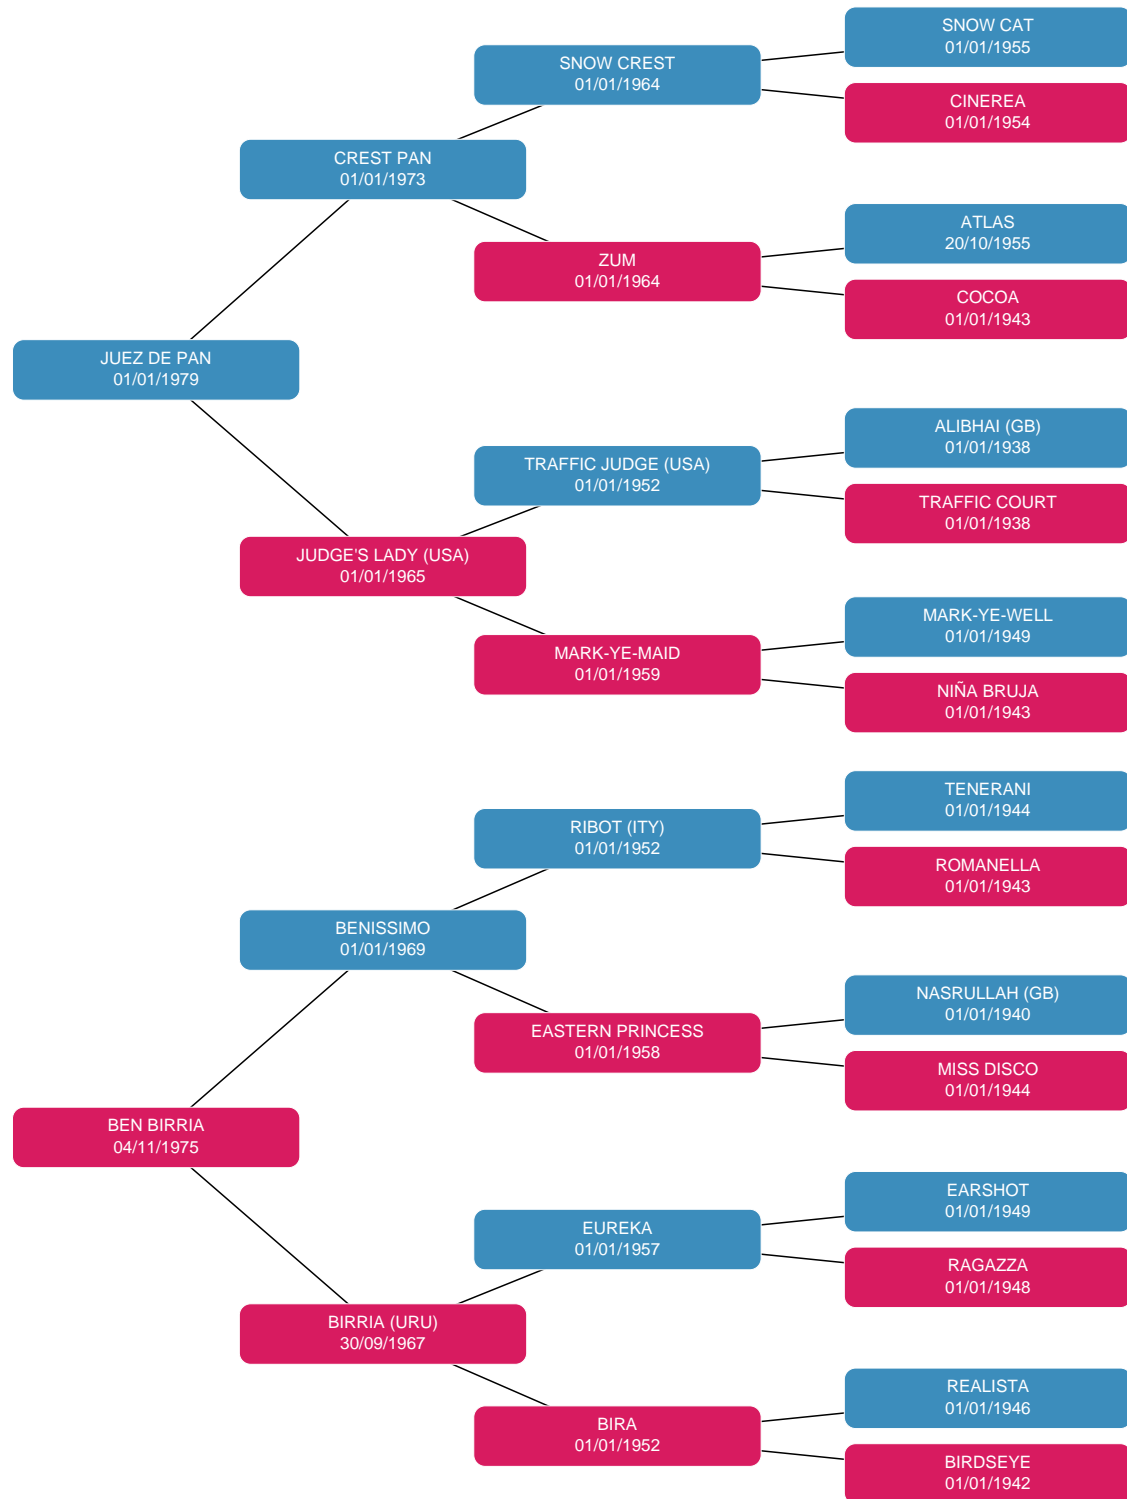 SNOW CAT
01/01/1955
SNOW CREST
01/01/1964
CINEREA
01/01/1954
CREST PAN
01/01/1973
ATLAS
20/10/1955
ZUM
01/01/1964
COCOA
01/01/1943
JUEZ DE PAN
01/01/1979
ALIBHAI (GB)
01/01/1938
TRAFFIC JUDGE (USA)
01/01/1952
TRAFFIC COURT
01/01/1938
JUDGE'S LADY (USA)
01/01/1965
MARK-YE-WELL
01/01/1949
MARK-YE-MAID
01/01/1959
NIÑA BRUJA
01/01/1943
TENERANI
01/01/1944
RIBOT (ITY)
01/01/1952
ROMANELLA
01/01/1943
BENISSIMO
01/01/1969
NASRULLAH (GB)
01/01/1940
EASTERN PRINCESS
01/01/1958
MISS DISCO
01/01/1944
BEN BIRRIA
04/11/1975
EARSHOT
01/01/1949
EUREKA
01/01/1957
RAGAZZA
01/01/1948
BIRRIA (URU)
30/09/1967
REALISTA
01/01/1946
BIRA
01/01/1952
BIRDSEYE
01/01/1942